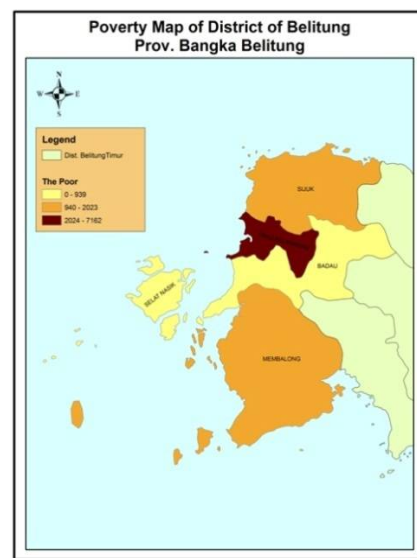 Poverty Map of District of Belitung
Prov. Bangka Belitung
N
W E
S
Legend
Dist. BelitungTimur
The Poor
0 - 939
940 - 2023
2024 - 7162
SIJUK
BADAU
SELAT NASIK
MEMBALONG